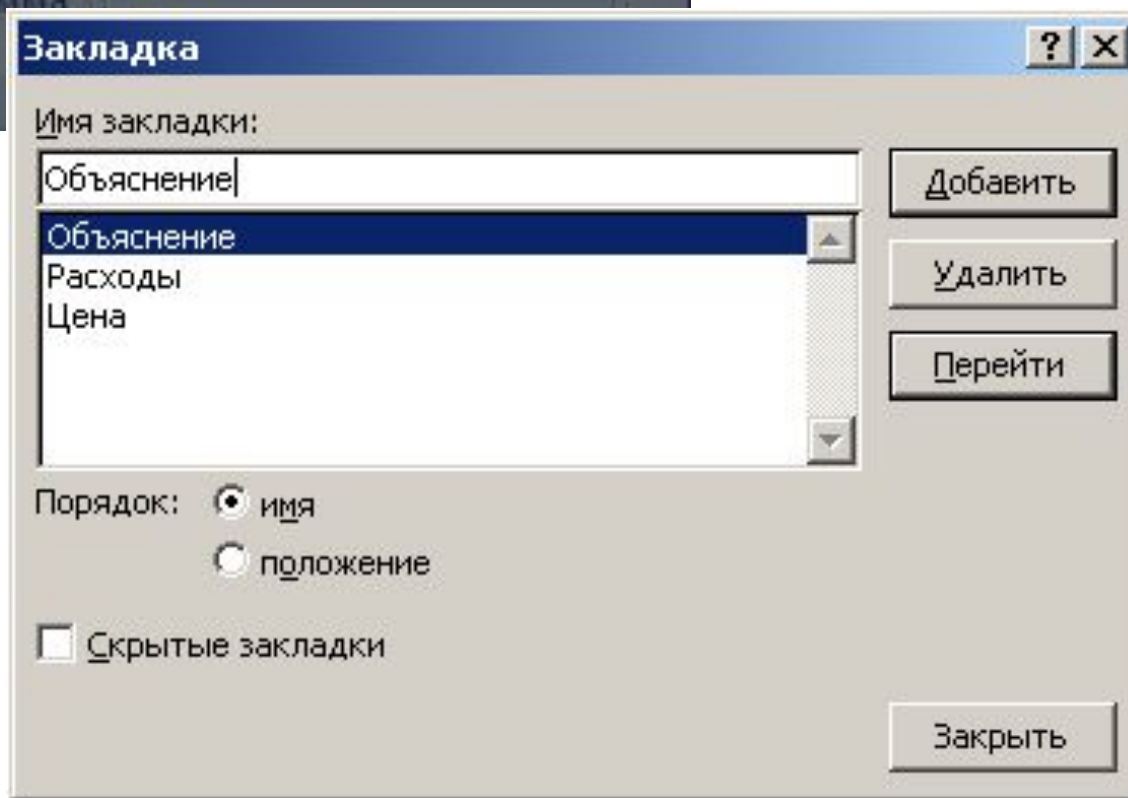 Закладка
Имя закладки:
Объяснение
Добавить
Объяснение
Расходы
Цена
Удалить
Перейти
Порядок: имя
положение
Скрытые закладки
Закрыть